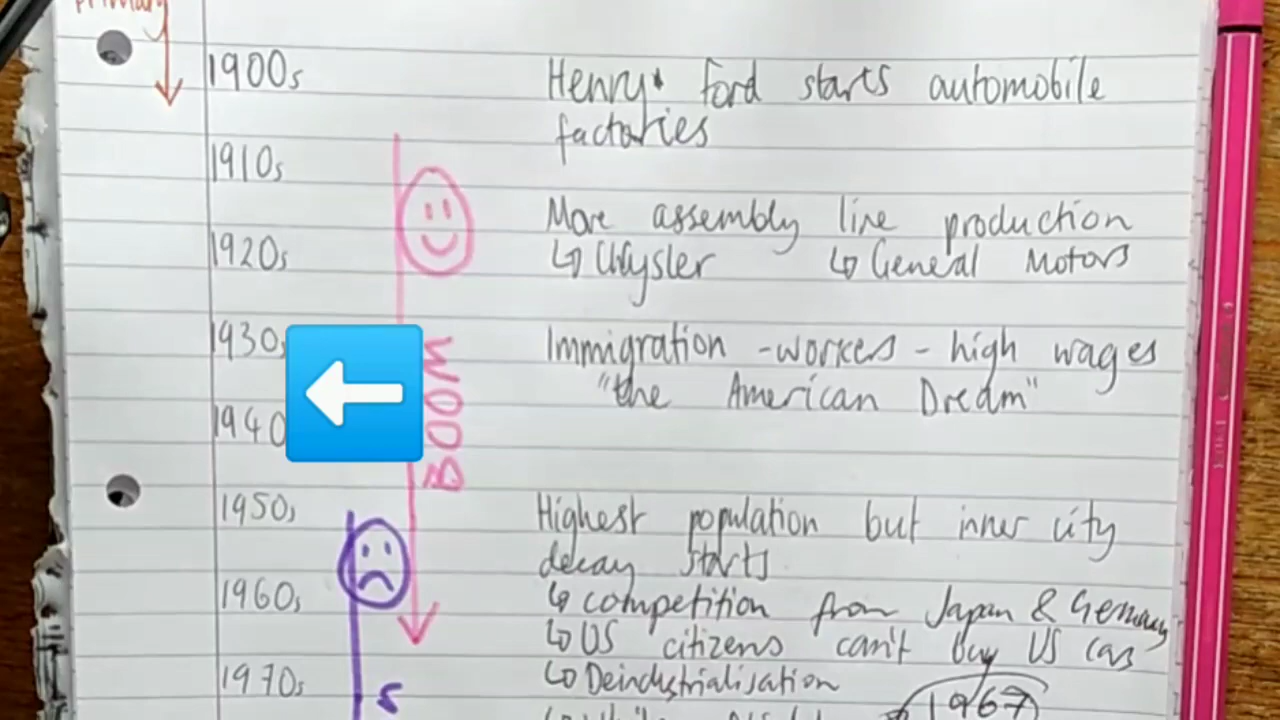 primary
1900s Henry Ford starts automobile
factories
1910s
More assembly line production
1920s ↳ Chrysler ↳ General Motors
1930s Immigration - workers - high wages
"the American Dream"
1940
BOOM
1950s Highest population but inner city
decay starts
1960s ↳ competition from Japan & Germany
↳ US citizens can't buy US cars
1970s ↳ Deindustrialisation
1967